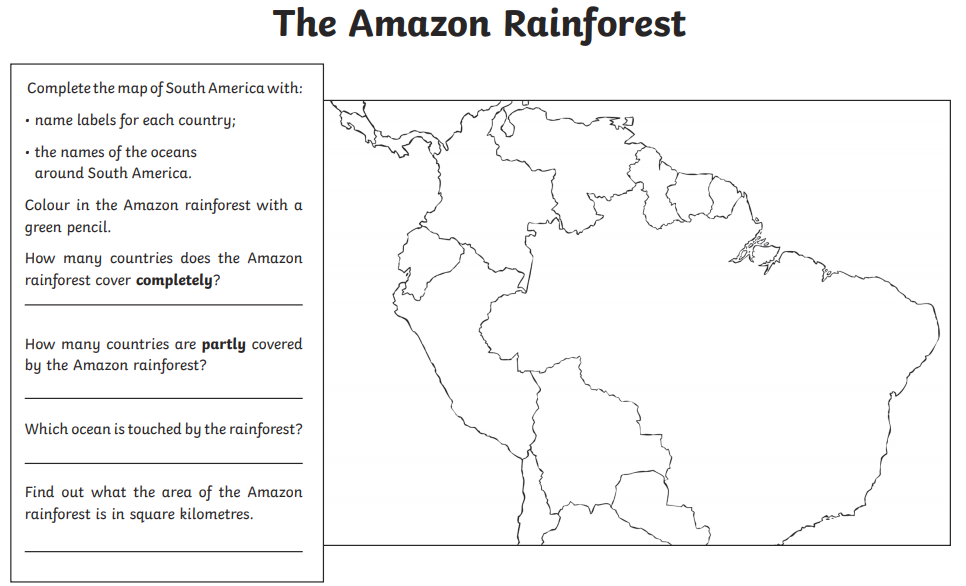 The Amazon Rainforest
Complete the map of South America with:
• name labels for each country;
• the names of the oceans
around South America.
Colour in the Amazon rainforest with a
green pencil.
How many countries does the Amazon
rainforest cover completely?
How many countries are partly covered
by the Amazon rainforest?
Which ocean is touched by the rainforest?
Find out what the area of the Amazon
rainforest is in square kilometres.